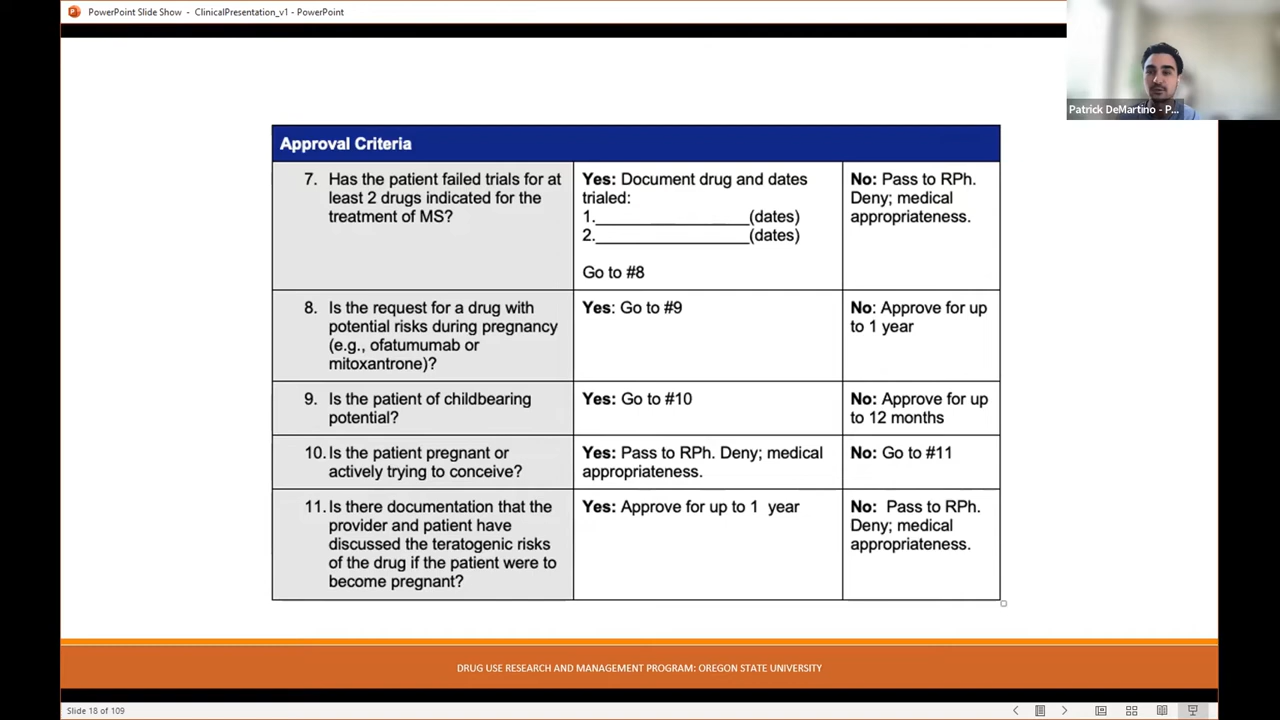 PowerPoint Slide Show - ClinicalPresentation_v1 - PowerPoint
Patrick DeMartino - P...
Approval Criteria
7. Has the patient failed trials for at
least 2 drugs indicated for the
treatment of MS?
Yes: Document drug and dates
trialed:
1.___________________(dates)
2.___________________(dates)
Go to #8
No: Pass to RPh.
Deny; medical
appropriateness.
8. Is the request for a drug with
potential risks during pregnancy
(e.g., ofatumumab or
mitoxantrone)?
Yes: Go to #9
No: Approve for up
to 1 year
9. Is the patient of childbearing
potential?
Yes: Go to #10
No: Approve for up
to 12 months
10. Is the patient pregnant or
actively trying to conceive?
Yes: Pass to RPh. Deny; medical
appropriateness.
No: Go to #11
11. Is there documentation that the
provider and patient have
discussed the teratogenic risks
of the drug if the patient were to
become pregnant?
Yes: Approve for up to 1 year
No: Pass to RPh.
Deny; medical
appropriateness.
DRUG USE RESEARCH AND MANAGEMENT PROGRAM: OREGON STATE UNIVERSITY
Slide 18 of 109